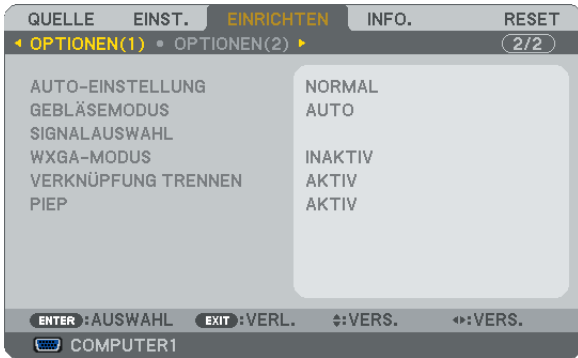 QUELLE EINST. EINRICHTEN INFO. RESET
OPTIONEN(1) OPTIONEN(2) 2/2
AUTO-EINSTELLUNG NORMAL
GEBLÄSEMODUS AUTO
SIGNALAUSWAHL
WXGA-MODUS INAKTIV
VERKNÜPFUNG TRENNEN AKTIV
PIEP AKTIV
ENTER :AUSWAHL EXIT :VERL. :VERS. :VERS.
COMPUTER1